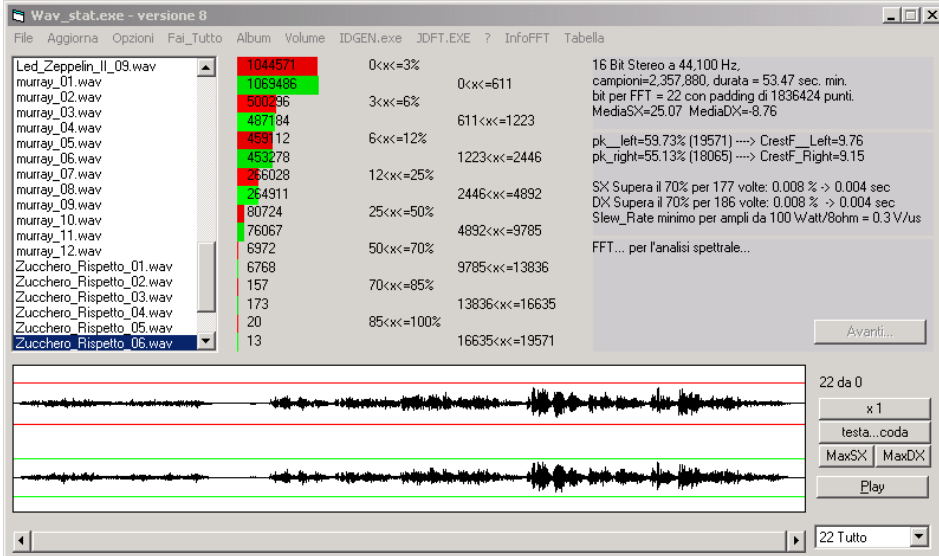 Wav_stat.exe - versione 8
File Aggiorna Opzioni Fai_Tutto Album Volume IDGEN.exe JDFT.EXE ? InfoFFT Tabella
Led_Zeppelin_II_09.wav
murray_01.wav
murray_02.wav
murray_03.wav
murray_04.wav
murray_05.wav
murray_06.wav
murray_07.wav
murray_08.wav
murray_09.wav
murray_10.wav
murray_11.wav
murray_12.wav
Zucchero_Rispetto_01.wav
Zucchero_Rispetto_02.wav
Zucchero_Rispetto_03.wav
Zucchero_Rispetto_04.wav
Zucchero_Rispetto_05.wav
Zucchero_Rispetto_06.wav
1044571 0<x<=3%
1069486 0<x<=611
500296 3<x<=6%
487184 611<x<=1223
459112 6<x<=12%
453278 1223<x<=2446
266028 12<x<=25%
264911 2446<x<=4892
80724 25<x<=50%
76067 4892<x<=9785
6972 50<x<=70%
6768 9785<x<=13836
157 70<x<=85%
173 13836<x<=16635
20 85<x<=100%
13 16635<x<=19571
16 Bit Stereo a 44,100 Hz,
campioni=2,357,880, durata = 53.47 sec. min.
bit per FFT = 22 con padding di 1836424 punti.
MediaSX=25.07 MediaDX=-8.76
pk__left=59.73% (19571) ----> CrestF__Left=9.76
pk_right=55.13% (18065) ----> CrestF_Right=9.15
SX Supera il 70% per 177 volte: 0.008 % -> 0.004 sec
DX Supera il 70% per 186 volte: 0.008 % -> 0.004 sec
Slew_Rate minimo per ampli da 100 Watt/8ohm = 0.3 V/us
FFT... per l'analisi spettrale...
Avanti...
22 da 0
x 1
testa...coda
MaxSX MaxDX
Play
22 Tutto